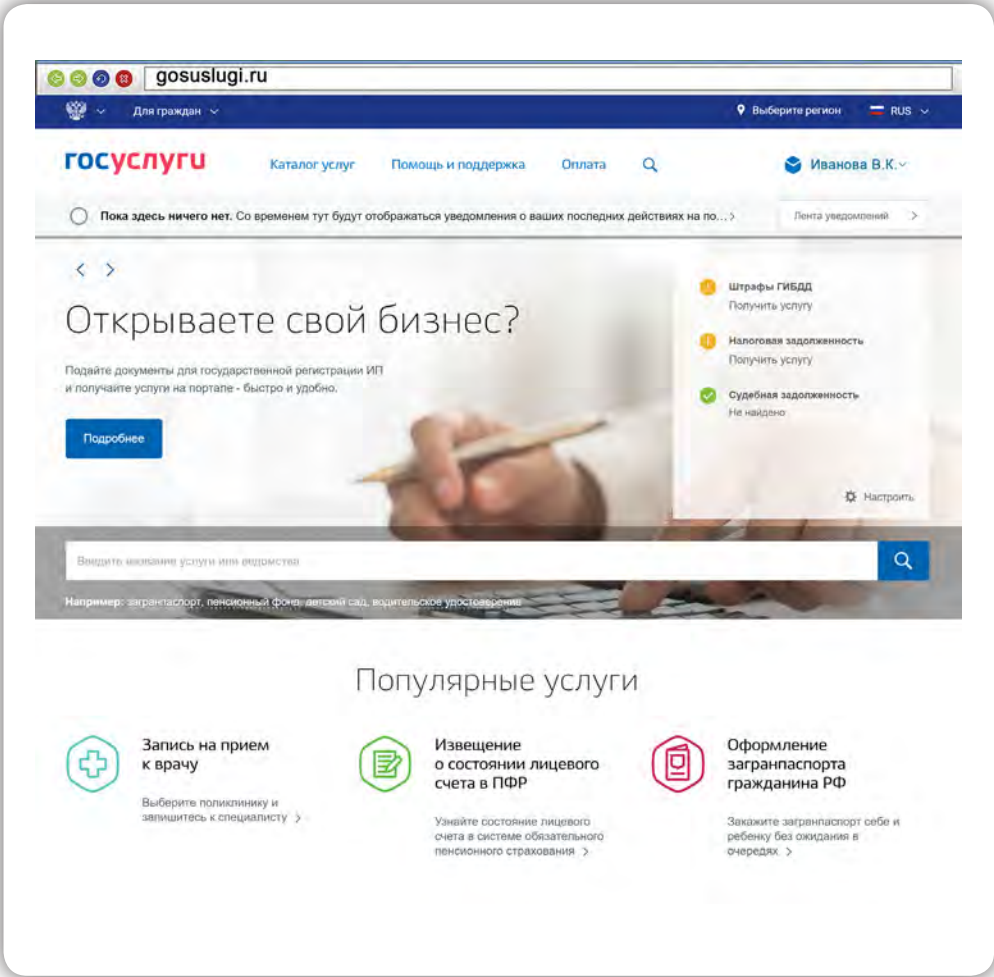 gosuslugi.ru
Для граждан
Выберите регион
RUS
госуслуги
Каталог услуг
Помощь и поддержка
Оплата
Иванова В.К.
Пока здесь ничего нет. Со временем тут будут отображаться уведомления о ваших последних действиях на по...
Лента уведомлений
Открываете свой бизнес?
Подайте документы для государственной регистрации ИП
и получайте услуги на портале - быстро и удобно.
Подробнее
Штрафы ГИБДД
Получить услугу
Налоговая задолженность
Получить услугу
Судебная задолженность
Не найдено
Настроить
Введите название услуги или ведомства
Например: загранпаспорт, пенсионный фонд, детский сад, водительское удостоверение
Популярные услуги
Запись на прием
к врачу
Выберите поликлинику и
запишитесь к специалисту
Извещение
о состоянии лицевого
счета в ПФР
Узнайте состояние лицевого
счета в системе обязательного
пенсионного страхования
Оформление
загранпаспорта
гражданина РФ
Закажите загранпаспорт себе и
ребенку без ожидания в
очередях